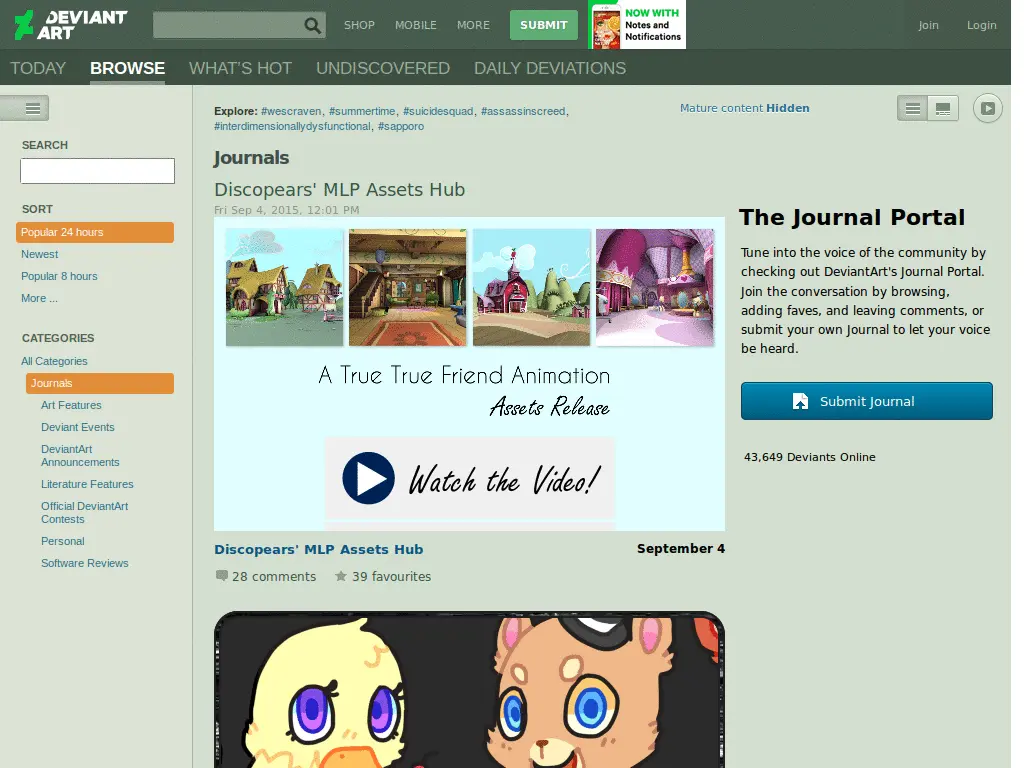 DEVIANT
ART
SHOP
MOBILE
MORE
SUBMIT
NOW WITH
Notes and
Notifications
Join
Login
TODAY
BROWSE
WHAT'S HOT
UNDISCOVERED
DAILY DEVIATIONS
SEARCH
SORT
Popular 24 hours
Newest
Popular 8 hours
More ...
CATEGORIES
All Categories
Journals
Art Features
Deviant Events
DeviantArt
Announcements
Literature Features
Official DeviantArt
Contests
Personal
Software Reviews
Explore: #wescraven, #summertime, #suicidesquad, #assassinscreed,
#interdimensionallydysfunctional, #sapporo
Mature content Hidden
Journals
Discopears' MLP Assets Hub
Fri Sep 4, 2015, 12:01 PM
A True True Friend Animation
Assets Release
Watch the Video!
Discopears' MLP Assets Hub
September 4
28 comments
39 favourites
The Journal Portal
Tune into the voice of the community by
checking out DeviantArt's Journal Portal.
Join the conversation by browsing,
adding faves, and leaving comments, or
submit your own Journal to let your voice
be heard.
Submit Journal
43,649 Deviants Online